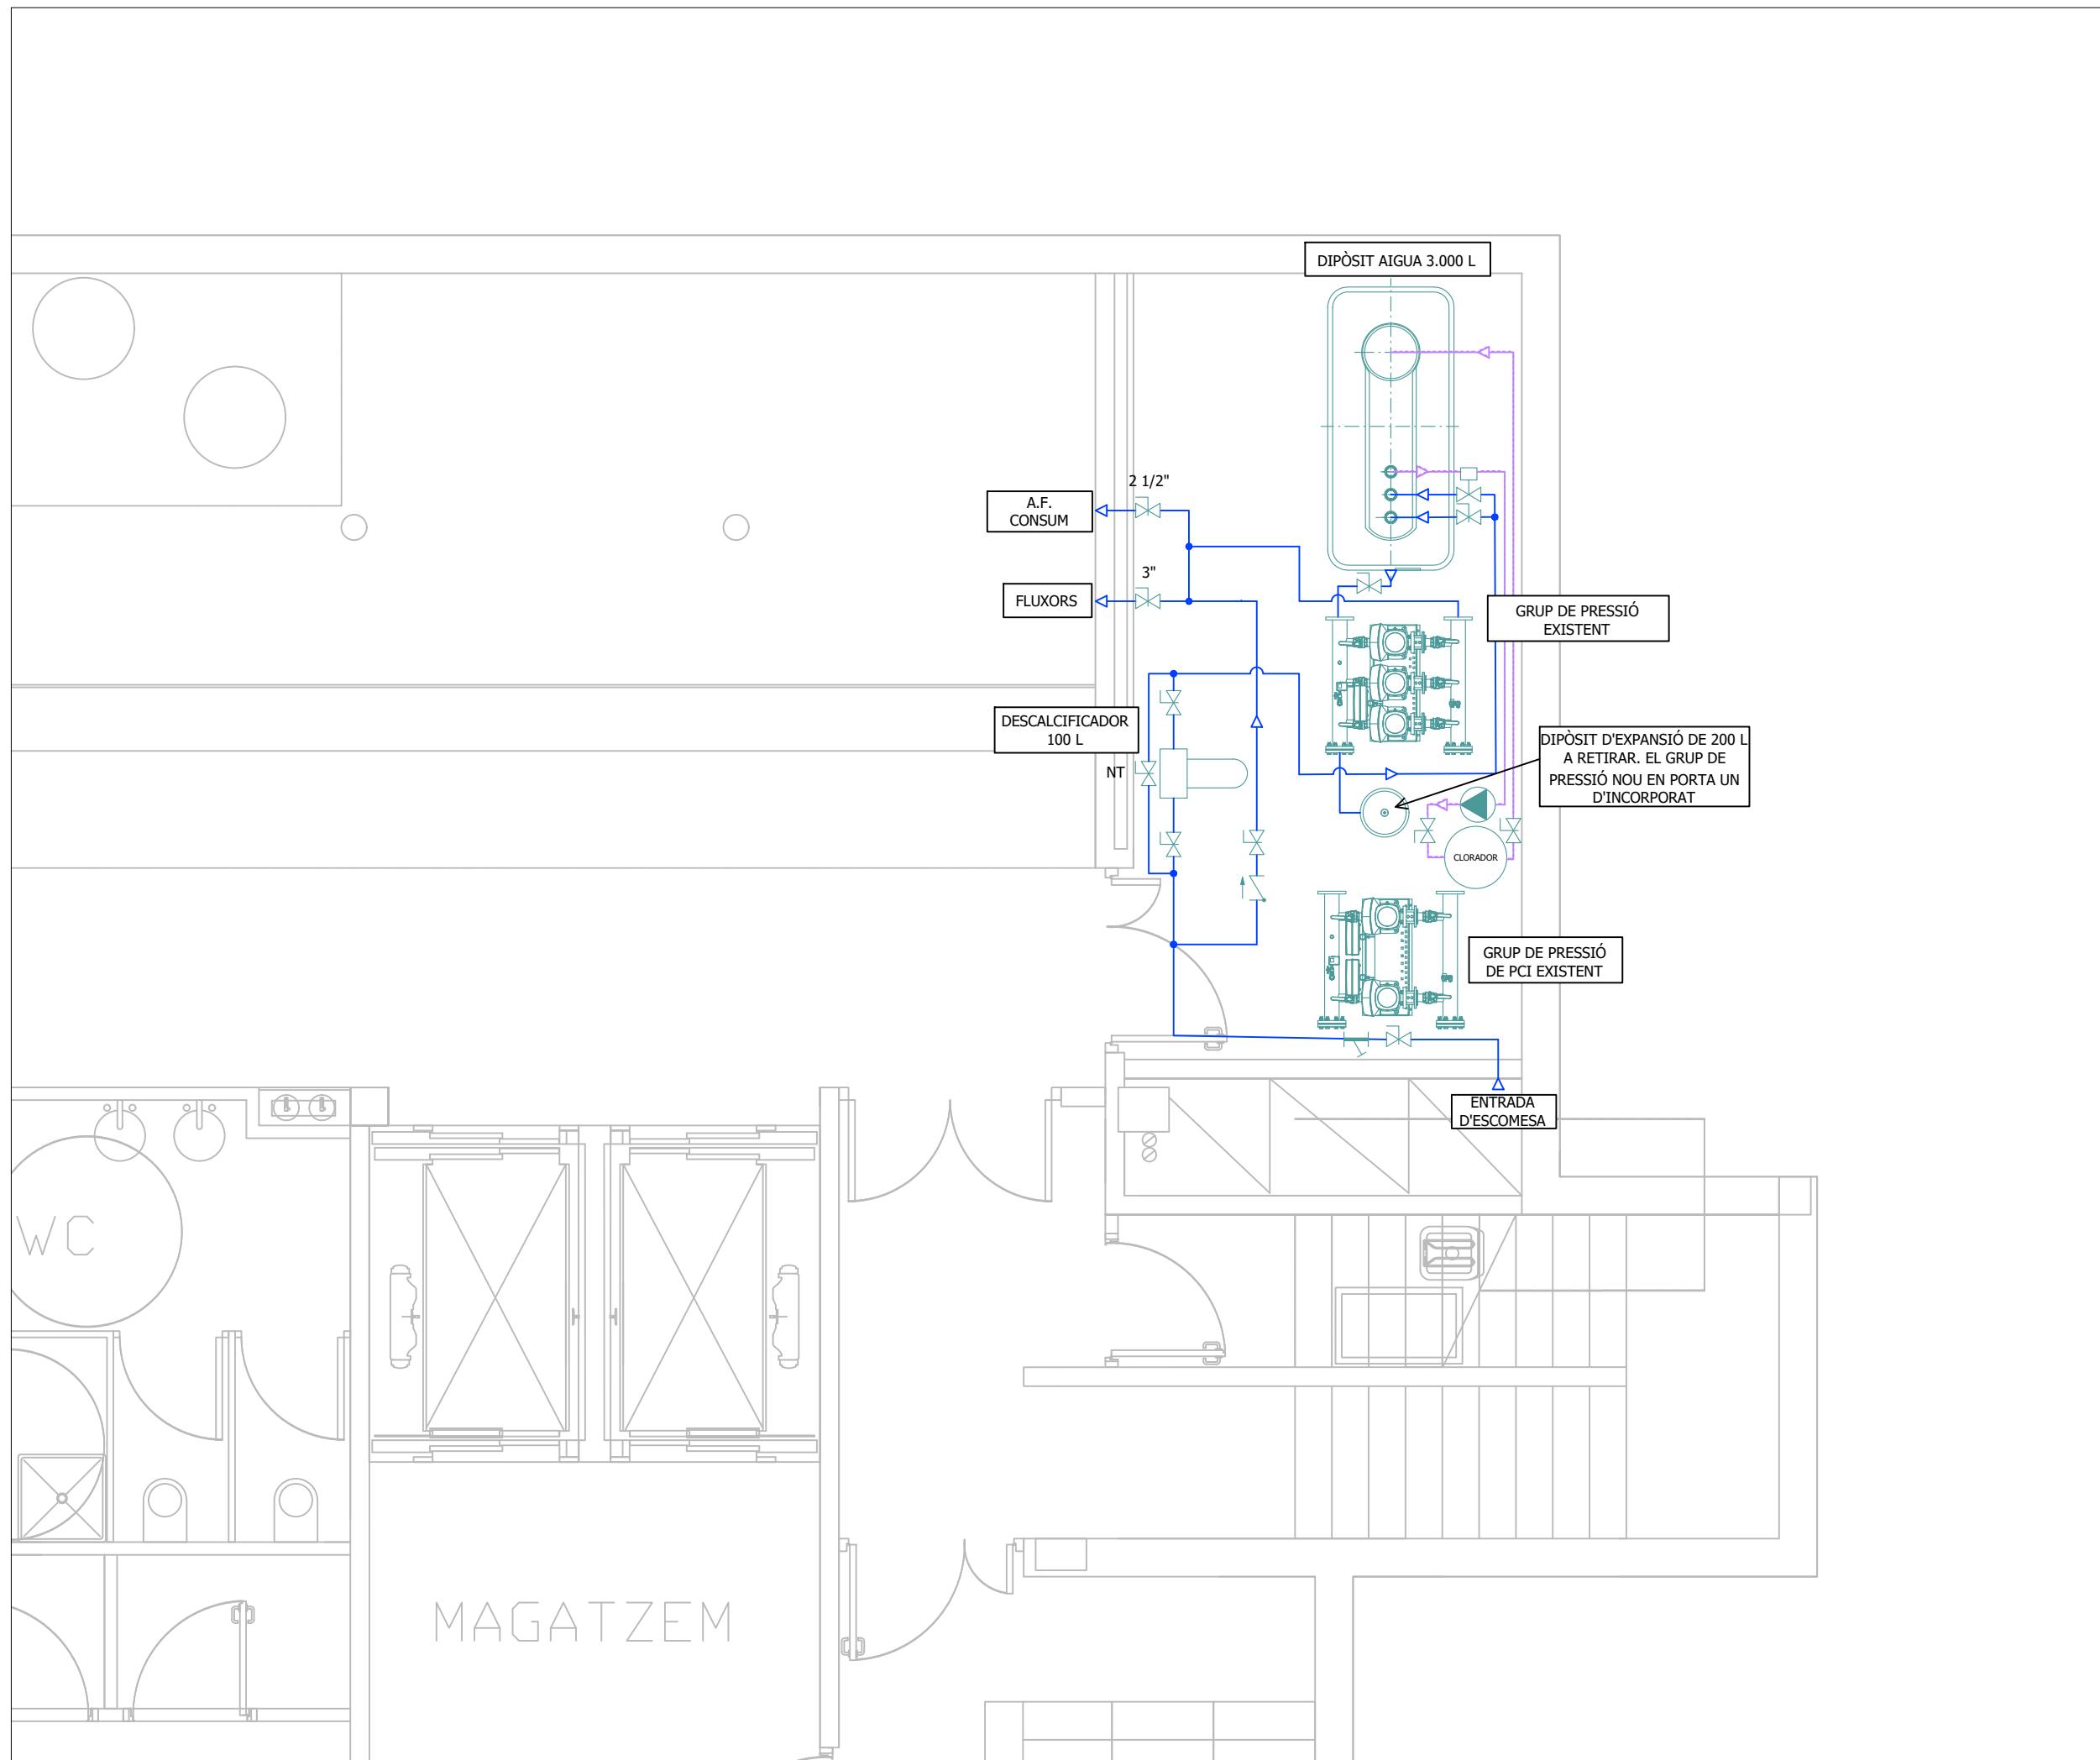 DIPÒSIT AIGUA 3.000 L
2 1/2"
A.F.
CONSUM
3"
FLUXORS
GRUP DE PRESSIÓ
EXISTENT
DESCALCIFICADOR
100 L
NT
DIPÒSIT D'EXPANSIÓ DE 200 L
A RETIRAR. EL GRUP DE
PRESSIÓ NOU EN PORTA UN
D'INCORPORAT
CLORADOR
GRUP DE PRESSIÓ
DE PCI EXISTENT
ENTRADA
D'ESCOMESA
WC
MAGATZEM